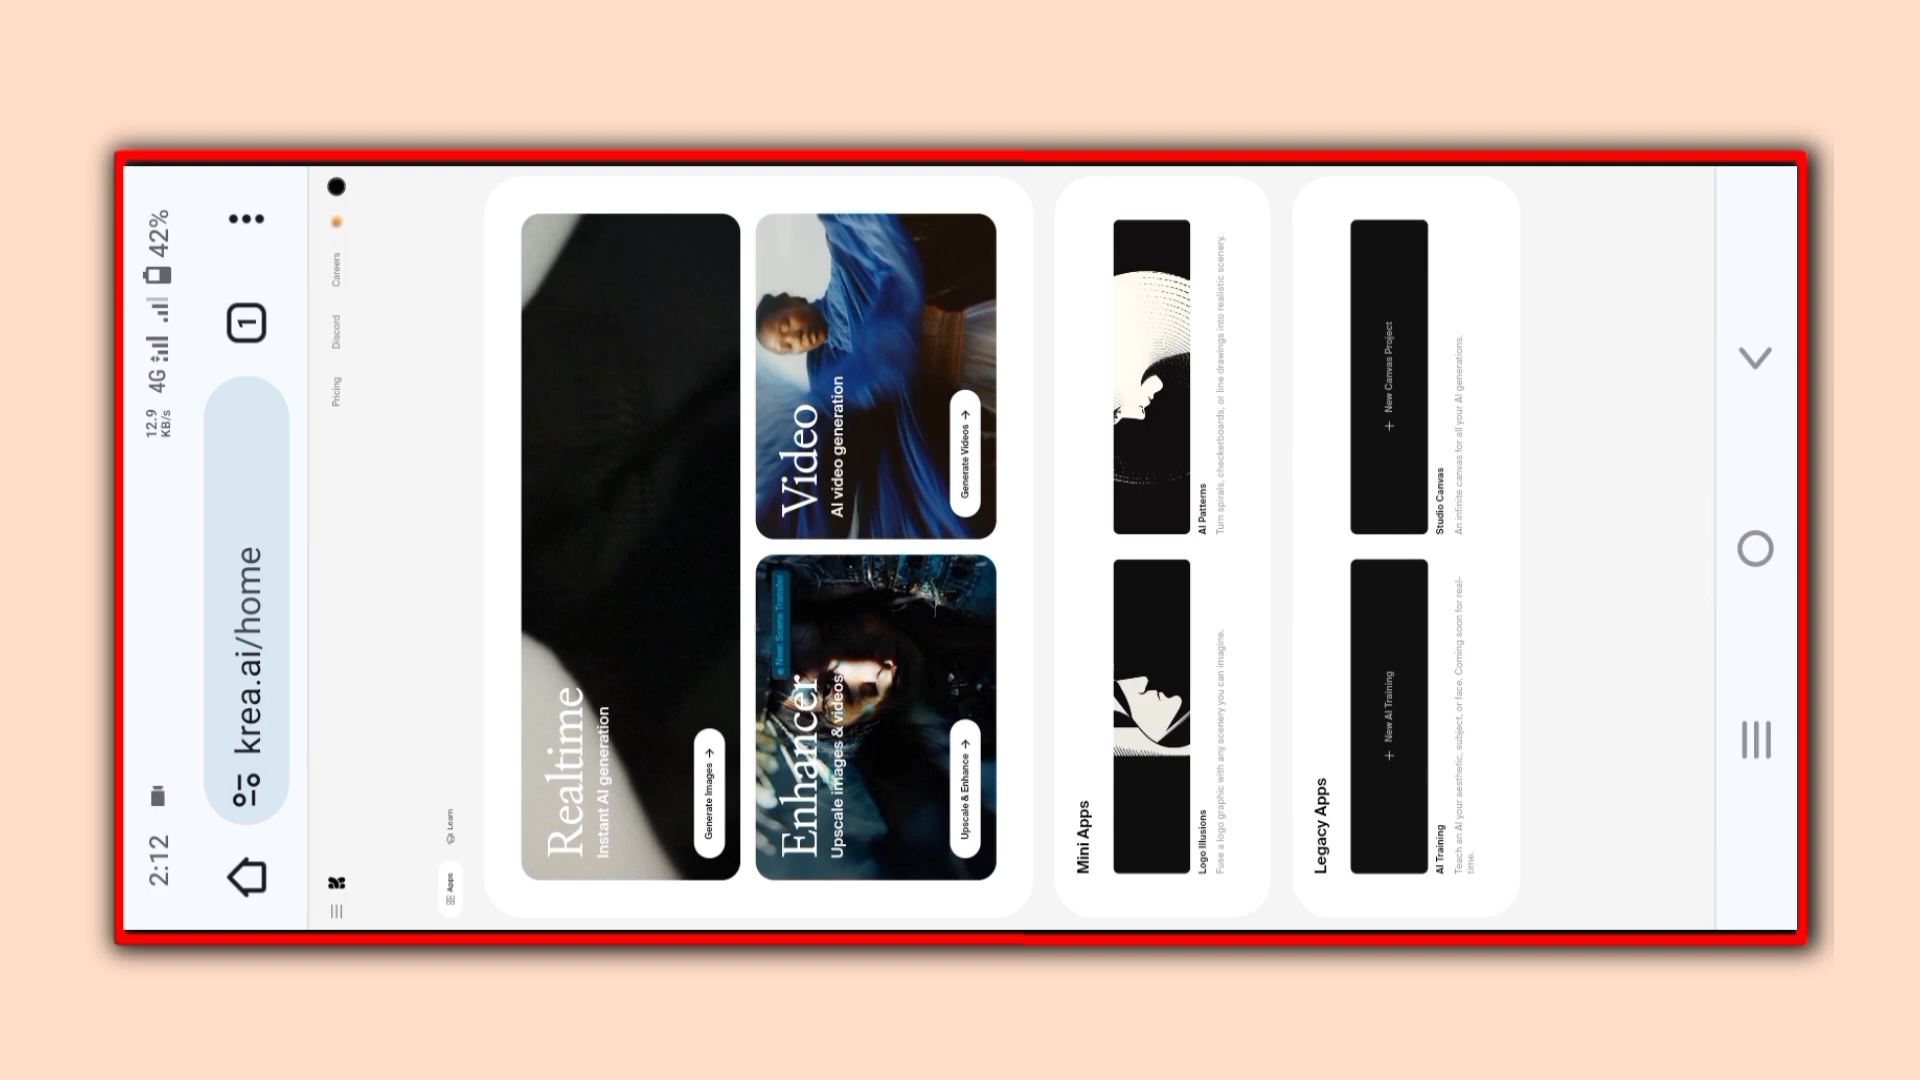 2:12
12.9
KB/s
4G
42%
krea.ai/home
1
Pricing
Discord
Careers
Apps
Learn
Realtime
Instant AI generation
Generate Images →
Enhancer
New: Scene Transfer
Upscale images & videos
Upscale & Enhance →
Video
AI video generation
Generate Videos →
Mini Apps
Logo Illusions
Fuse a logo graphic with any scenery you can imagine.
AI Patterns
Turn spirals, checkerboards, or line drawings into realistic scenery.
Legacy Apps
+ New AI Training
AI Training
Teach an AI your aesthetic, subject, or face. Coming soon for real-
time.
+ New Canvas Project
Studio Canvas
An infinite canvas for all your AI generations.